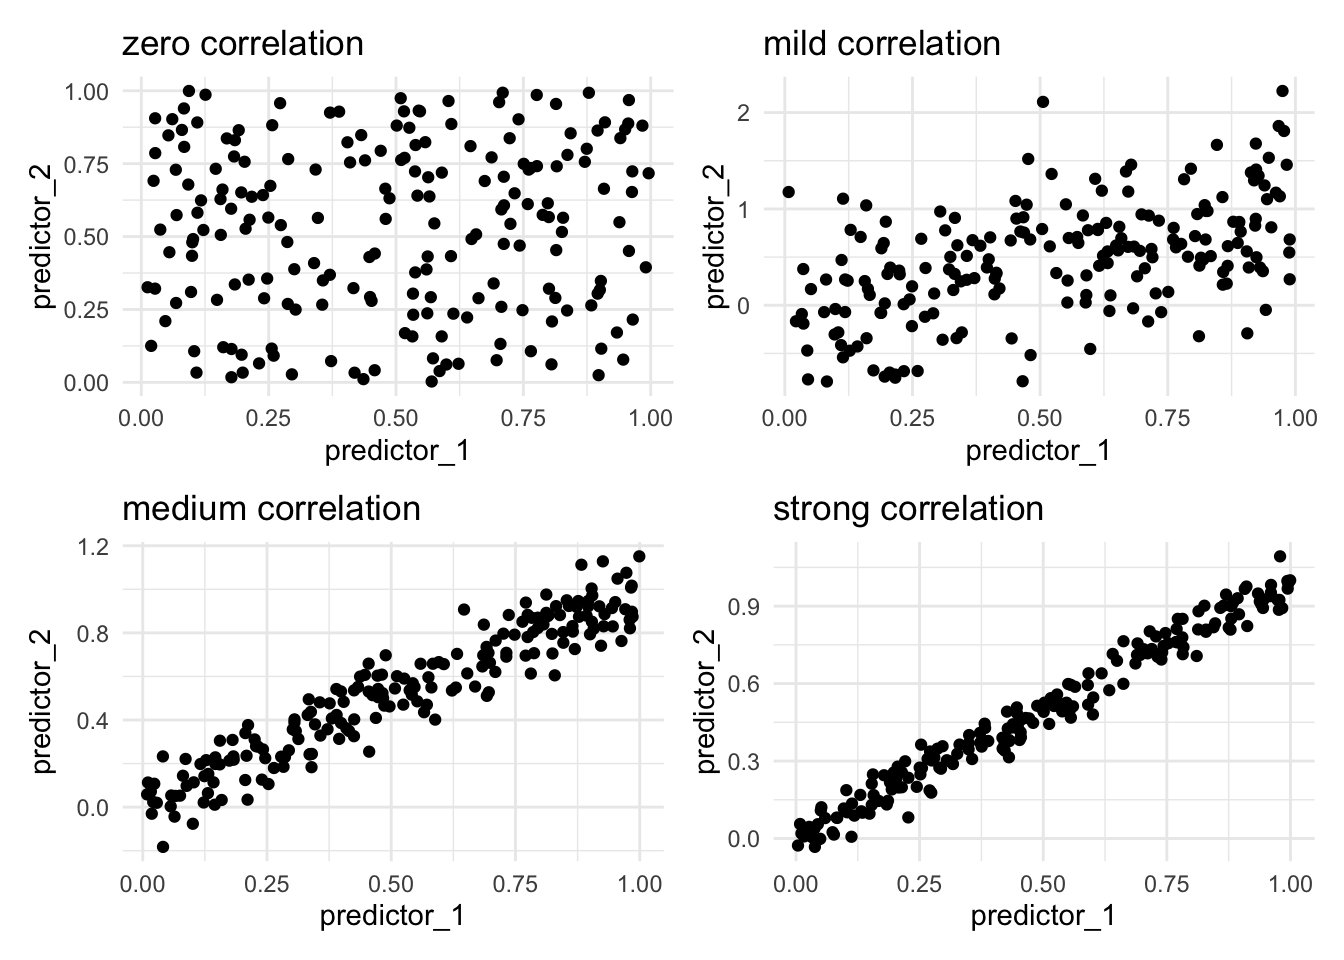 zero correlation
1.00
0.75
0.50
0.25
0.00
predictor_2
0.00 0.25 0.50 0.75 1.00
predictor_1
mild correlation
2
1
0
predictor_2
0.00 0.25 0.50 0.75 1.00
predictor_1
medium correlation
1.2
0.8
0.4
0.0
predictor_2
0.00 0.25 0.50 0.75 1.00
predictor_1
strong correlation
0.9
0.6
0.3
0.0
predictor_2
0.00 0.25 0.50 0.75 1.00
predictor_1